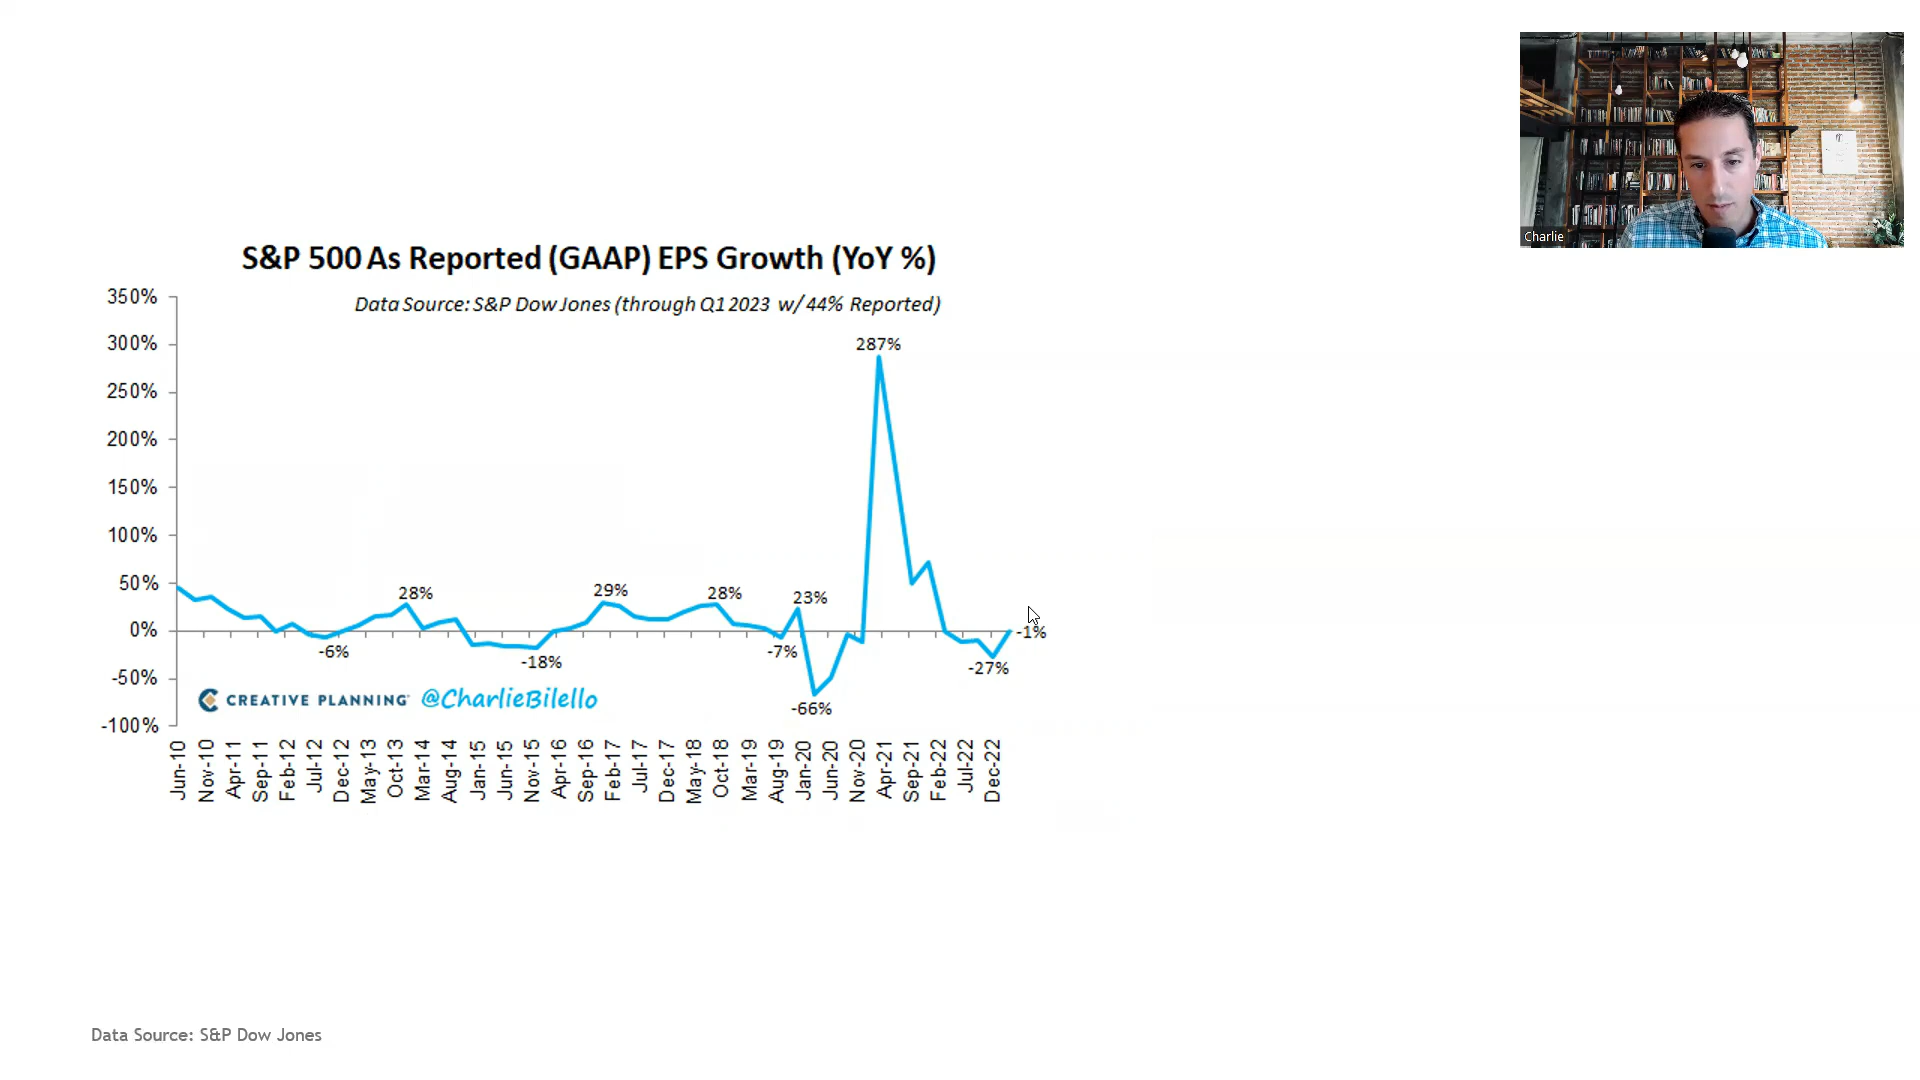 Charlie
S&P 500 As Reported (GAAP) EPS Growth (YoY %)
Data Source: S&P Dow Jones (through Q1 2023 w/ 44% Reported)
350%
300%
250%
200%
150%
100%
50%
0%
-50%
-100%
287%
28%
29%
28%
23%
-6%
-18%
-7%
-66%
-27%
-1%
CREATIVE PLANNING @CharlieBilello
Jun-10
Nov-10
Apr-11
Sep-11
Feb-12
Jul-12
Dec-12
May-13
Oct-13
Mar-14
Aug-14
Jan-15
Jun-15
Nov-15
Apr-16
Sep-16
Feb-17
Jul-17
Dec-17
May-18
Oct-18
Mar-19
Aug-19
Jan-20
Jun-20
Nov-20
Apr-21
Sep-21
Feb-22
Jul-22
Dec-22
Data Source: S&P Dow Jones